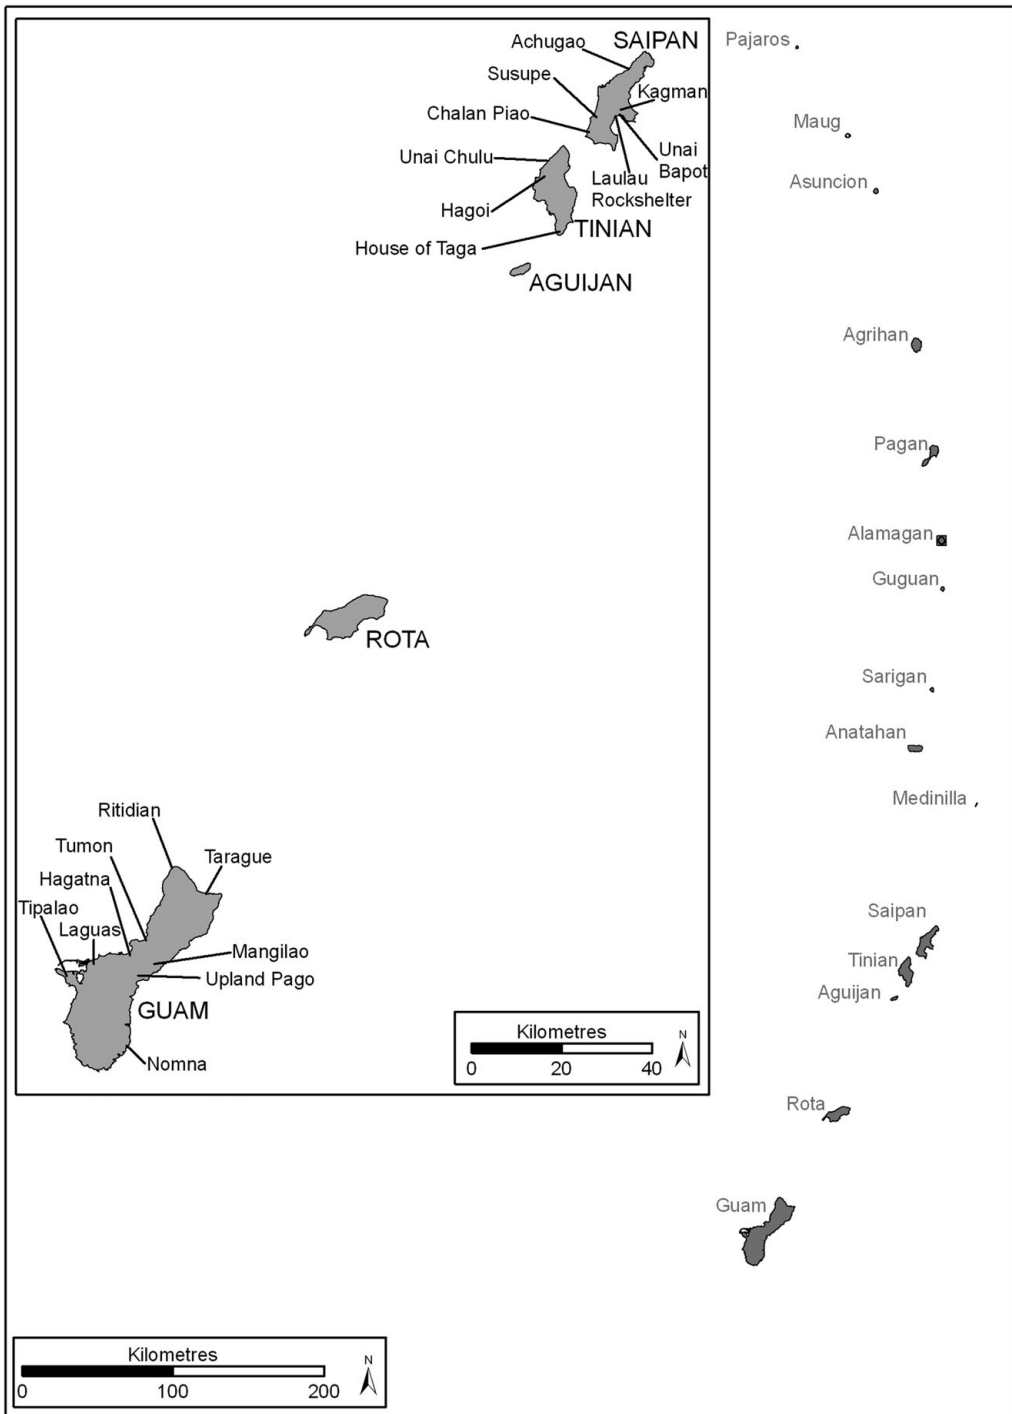 SAIPAN
Achugao
Susupe
Kagman
Chalan Piao
Unai
Bapot
Unai Chulu
Laulau
Rockshelter
Hagoi
TINIAN
House of Taga
AGUIJAN
ROTA
Ritidian
Tumon
Tarague
Hagatna
Tipalao
Laguas
Mangilao
Upland Pago
GUAM
Nomna
Kilometres
N
0 20 40
Pajaros
Maug
Asuncion
Agrihan
Pagan
Alamagan
Guguan
Sarigan
Anatahan
Medinilla
Saipan
Tinian
Aguijan
Rota
Guam
Kilometres
N
0 100 200